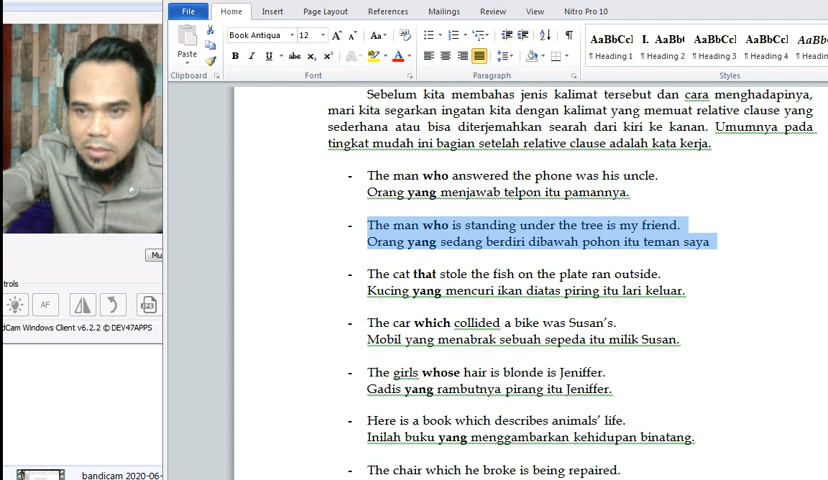 File Home Insert Page Layout References Mailings Review View Nitro Pro 10
Paste
Book Antiqua 12
AaBbCc I. AaB AaBbCc AaBbCc AaBbC
¶ Heading 1 ¶ Heading 2 ¶ Heading 3 ¶ Heading 4 ¶ Heading
Clipboard Font Paragraph Styles
Sebelum kita membahas jenis kalimat tersebut dan cara menghadapinya,
mari kita segarkan ingatan kita dengan kalimat yang memuat relative clause yang
sederhana atau bisa diterjemahkan searah dari kiri ke kanan. Umumnya pada
tingkat mudah ini bagian setelah relative clause adalah kata kerja.
- The man who answered the phone was his uncle.
Orang yang menjawab telpon itu pamannya.
- The man who is standing under the tree is my friend.
Orang yang sedang berdiri dibawah pohon itu teman saya
- The cat that stole the fish on the plate ran outside.
Kucing yang mencuri ikan diatas piring itu lari keluar.
- The car which collided a bike was Susan's.
Mobil yang menabrak sebuah sepeda itu milik Susan.
- The girls whose hair is blonde is Jeniffer.
Gadis yang rambutnya pirang itu Jeniffer.
- Here is a book which describes animals' life.
Inilah buku yang menggambarkan kehidupan binatang.
- The chair which he broke is being repaired.
Mu
trols
AF
dCam Windows Client v6.2.2 © DEV47APPS
bandicam 2020-06-